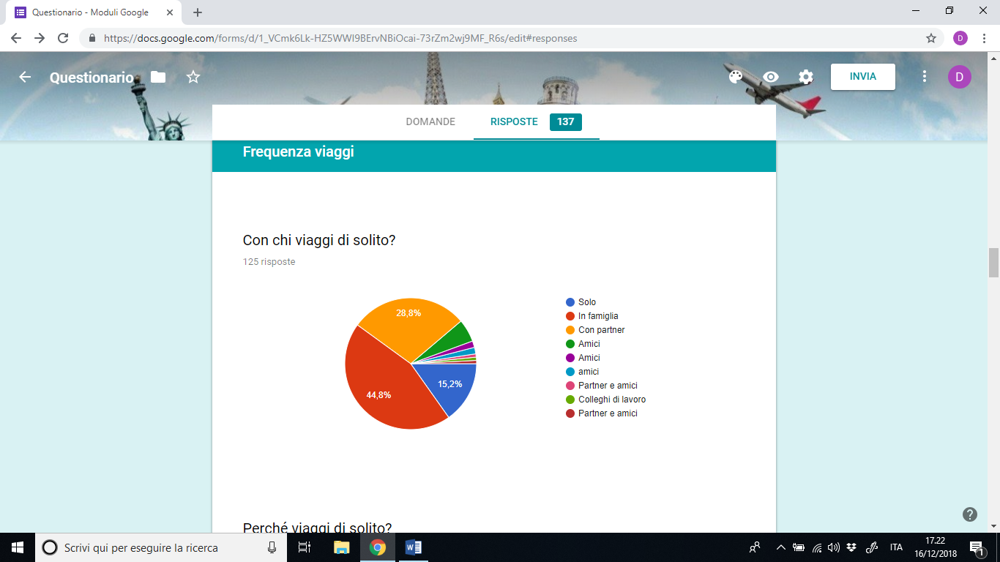 Questionario - Moduli Google
https://docs.google.com/forms/d/1_VCmk6Lk-HZ5WWI9BErvNBiOcai-73rZm2wj9MF_R6s/edit#responses
D
Questionario
INVIA
D
DOMANDE
RISPOSTE
137
Frequenza viaggi
Con chi viaggi di solito?
125 risposte
28,8%
15,2%
44,8%
Solo
In famiglia
Con partner
Amici
Amici
amici
Partner e amici
Colleghi di lavoro
Partner e amici
Perché viaggi di solito?
Scrivi qui per eseguire la ricerca
ITA
17.22
16/12/2018
1